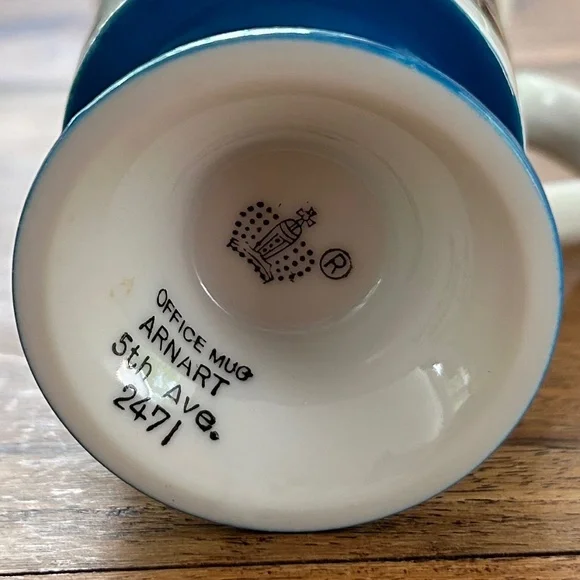 ®
OFFICE MUG
ARNART
5th Ave.
2471